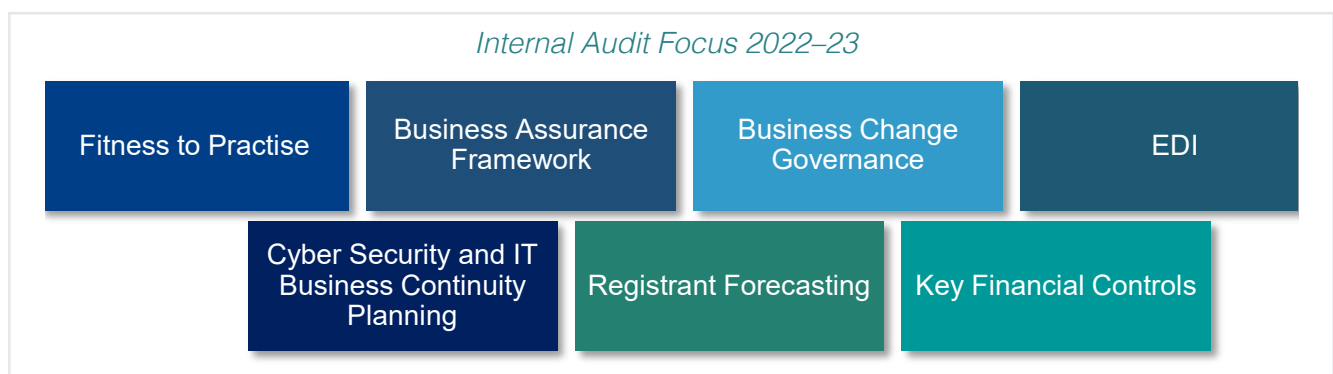 Internal Audit Focus 2022–23
Fitness to Practise
Business Assurance
Framework
Business Change
Governance
EDI
Cyber Security and IT
Business Continuity
Planning
Registrant Forecasting
Key Financial Controls